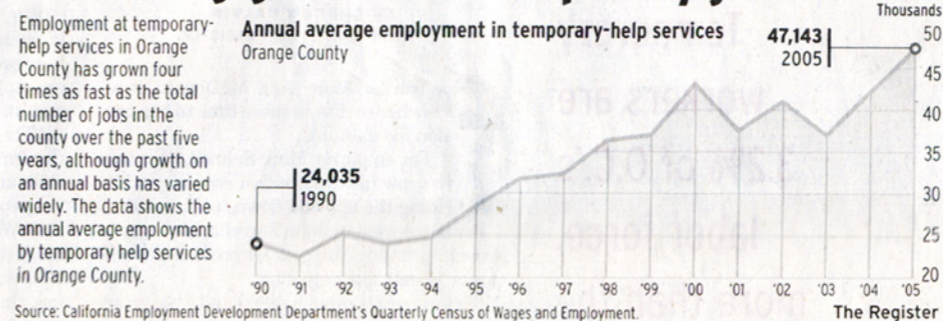 Employment at temporary-
help services in Orange
County has grown four
times as fast as the total
number of jobs in the
county over the past five
years, although growth on
an annual basis has varied
widely. The data shows the
annual average employment
by temporary help services
in Orange County.
Annual average employment in temporary-help services
Orange County
Thousands
24,035
1990
47,143
2005
50
45
40
35
30
25
20
'90 '91 '92 '93 '94 '95 '96 '97 '98 '99 '00 '01 '02 '03 '04 '05
Source: California Employment Development Department's Quarterly Census of Wages and Employment.
The Register